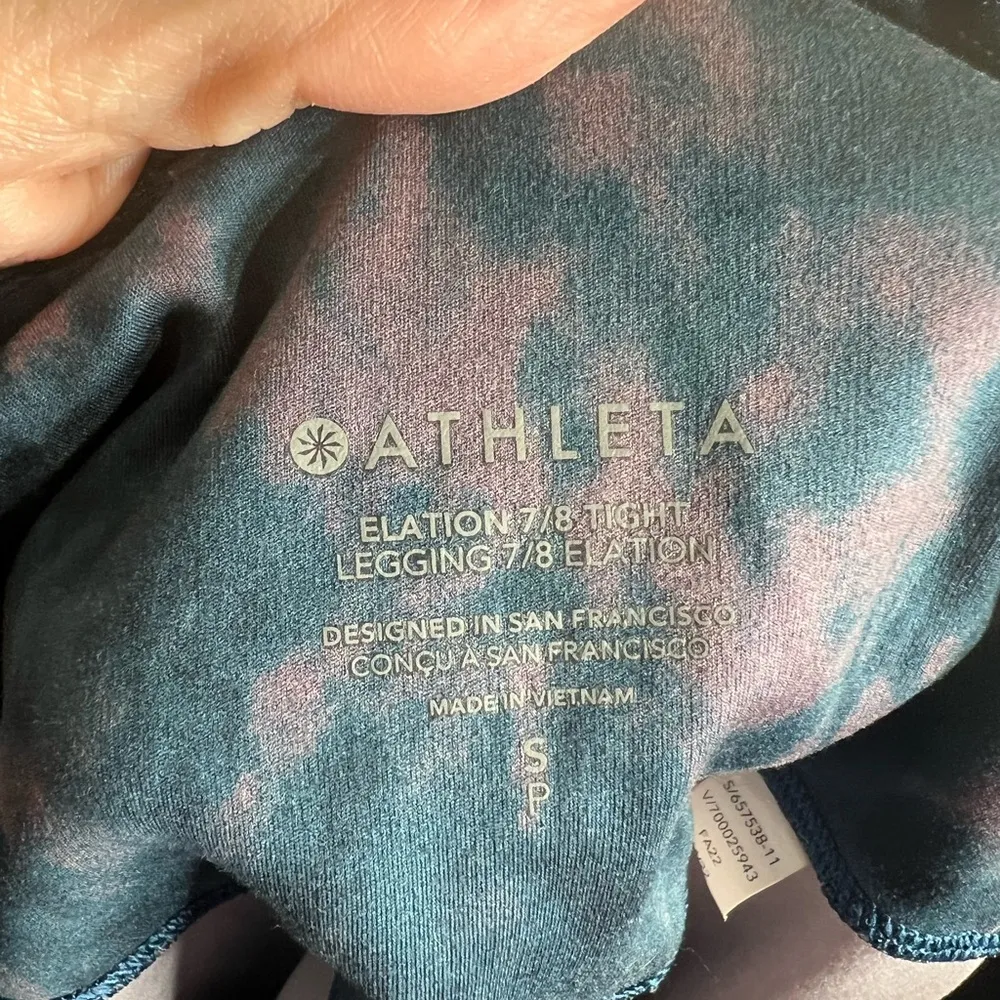 ATHLETA
ELATION 7/8 TIGHT
LEGGING 7/8 ELATION
DESIGNED IN SAN FRANCISCO
CONÇU À SAN FRANCISCO
MADE IN VIETNAM
S
P
S/657538-11
V/700025943
FA22